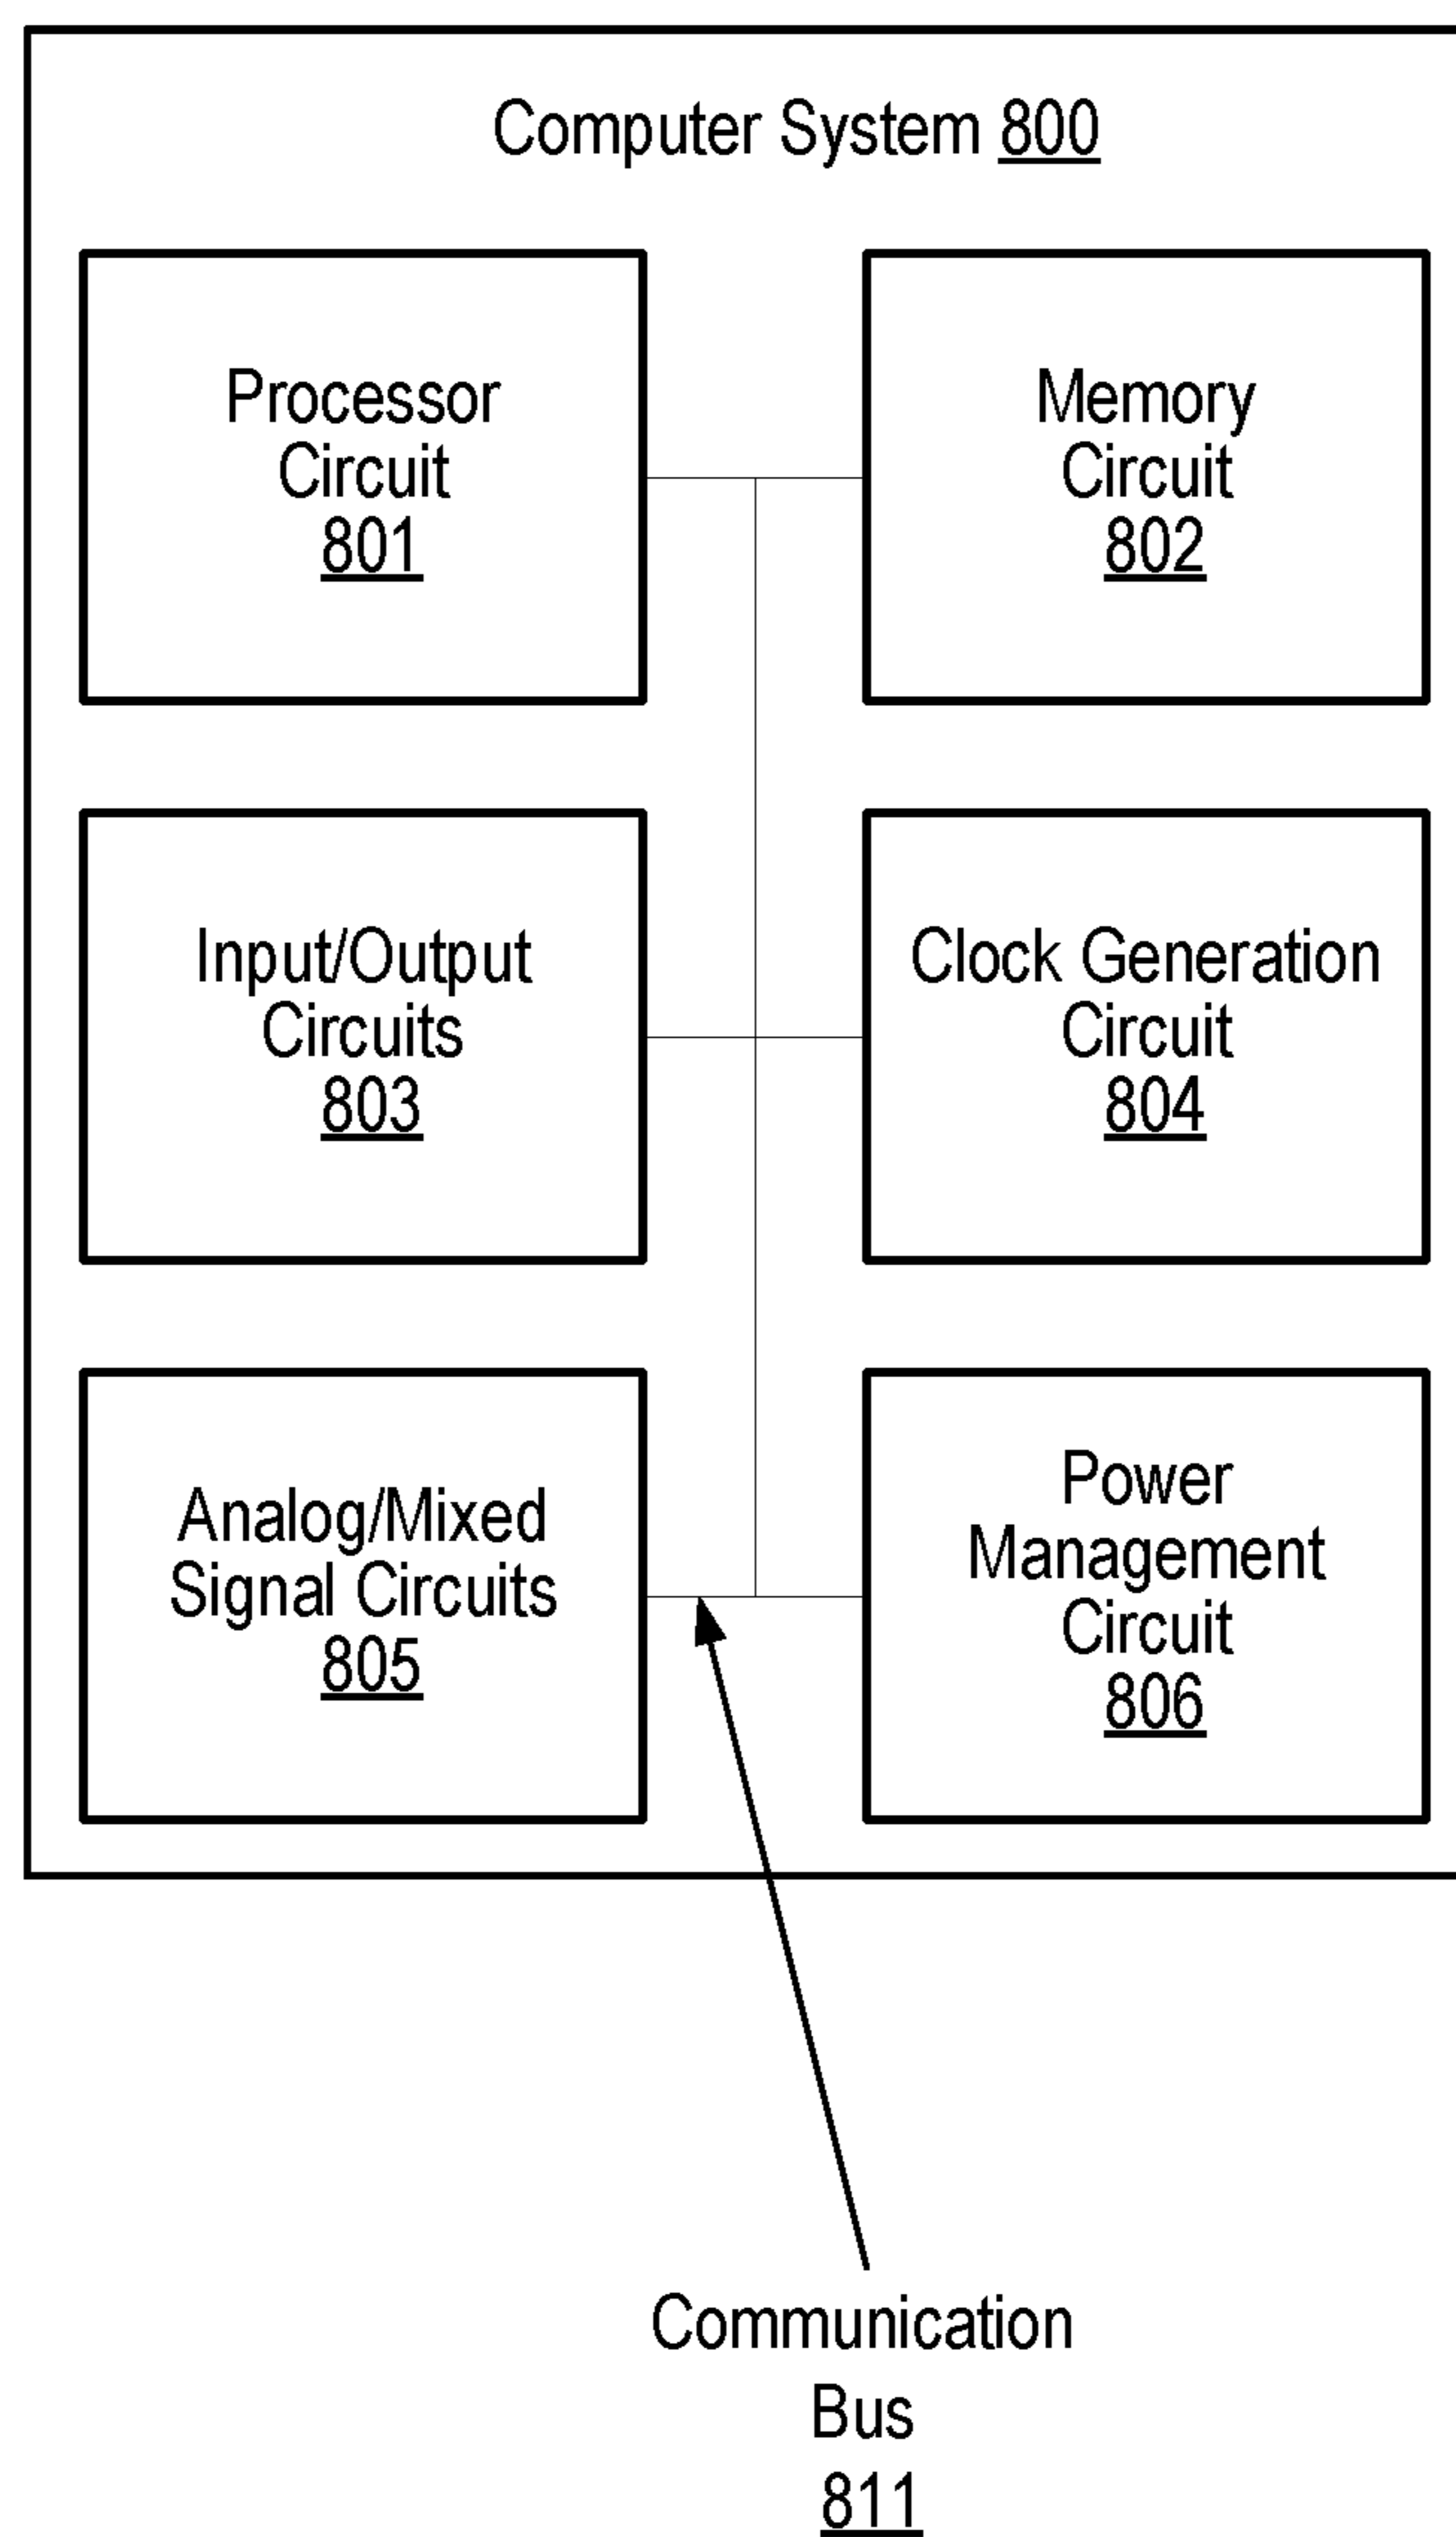 Computer System 800
Processor
Circuit
801
Memory
Circuit
802
Input/Output
Circuits
803
Clock Generation
Circuit
804
Analog/Mixed
Signal Circuits
805
Power
Management
Circuit
806
Communication
Bus
811